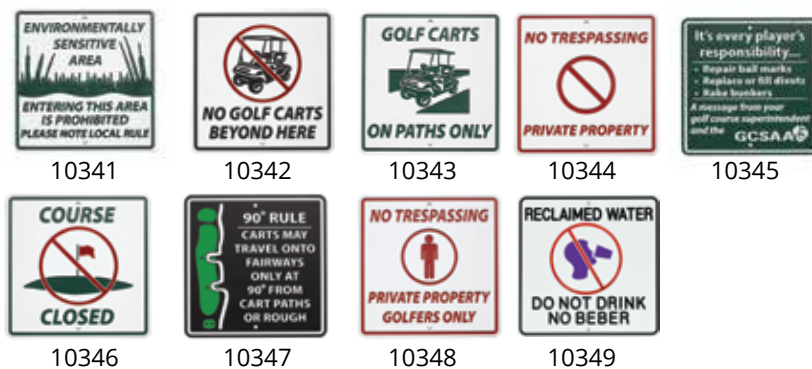 ENVIRONMENTALLY
SENSITIVE
AREA
ENTERING THIS AREA
IS PROHIBITED
PLEASE NOTE LOCAL RULE
10341
NO GOLF CARTS
BEYOND HERE
10342
GOLF CARTS
ON PATHS ONLY
10343
NO TRESPASSING
PRIVATE PROPERTY
10344
It's every player's
responsibility...
- Repair ball marks
- Replace or fill divots
- Rake bunkers
A message from your
golf course superintendent
and the GCSAA
10345
COURSE
CLOSED
10346
90° RULE
CARTS MAY
TRAVEL ONTO
FAIRWAYS
ONLY AT
90° FROM
CART PATHS
OR ROUGH
10347
NO TRESPASSING
PRIVATE PROPERTY
GOLFERS ONLY
10348
RECLAIMED WATER
DO NOT DRINK
NO BEBER
10349